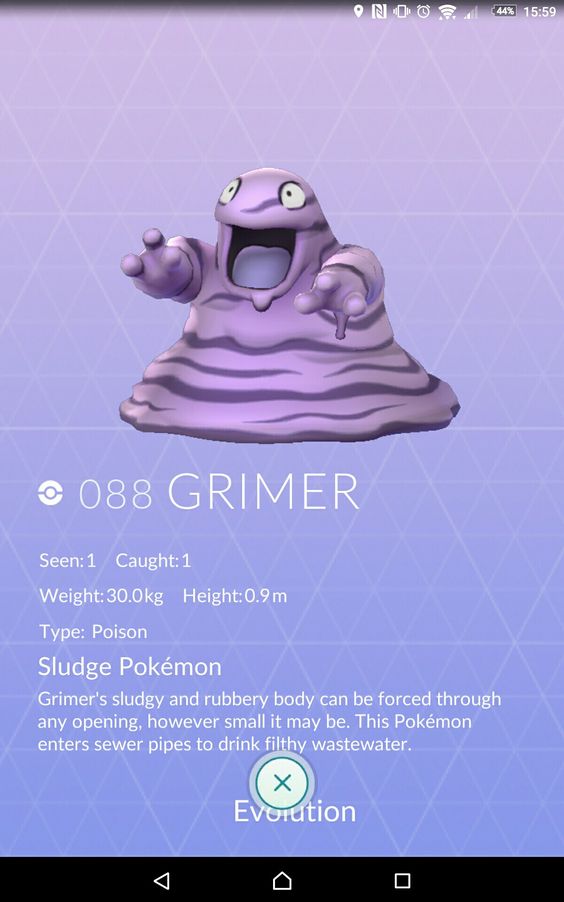 44% 15:59
088 GRIMER
Seen:1 Caught:1
Weight:30.0kg Height:0.9m
Type: Poison
Sludge Pokémon
Grimer's sludgy and rubbery body can be forced through
any opening, however small it may be. This Pokémon
enters sewer pipes to drink filthy wastewater.
Evolution